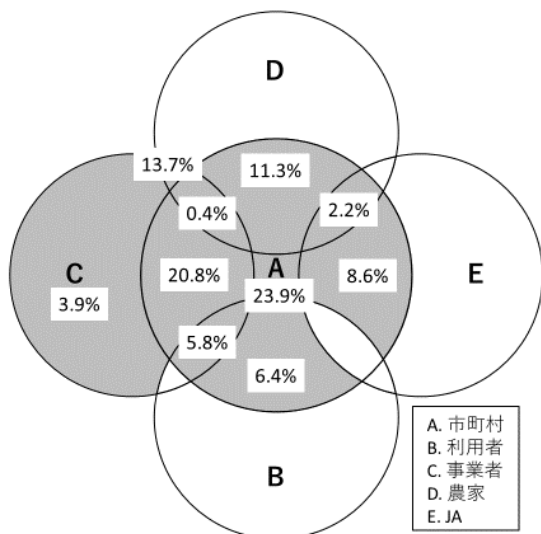 D
13.7%
11.3%
0.4%
2.2%
C
20.8%
A
8.6%
E
3.9%
23.9%
5.8%
6.4%
B
A. 市町村
B. 利用者
C. 事業者
D. 農家
E. JA